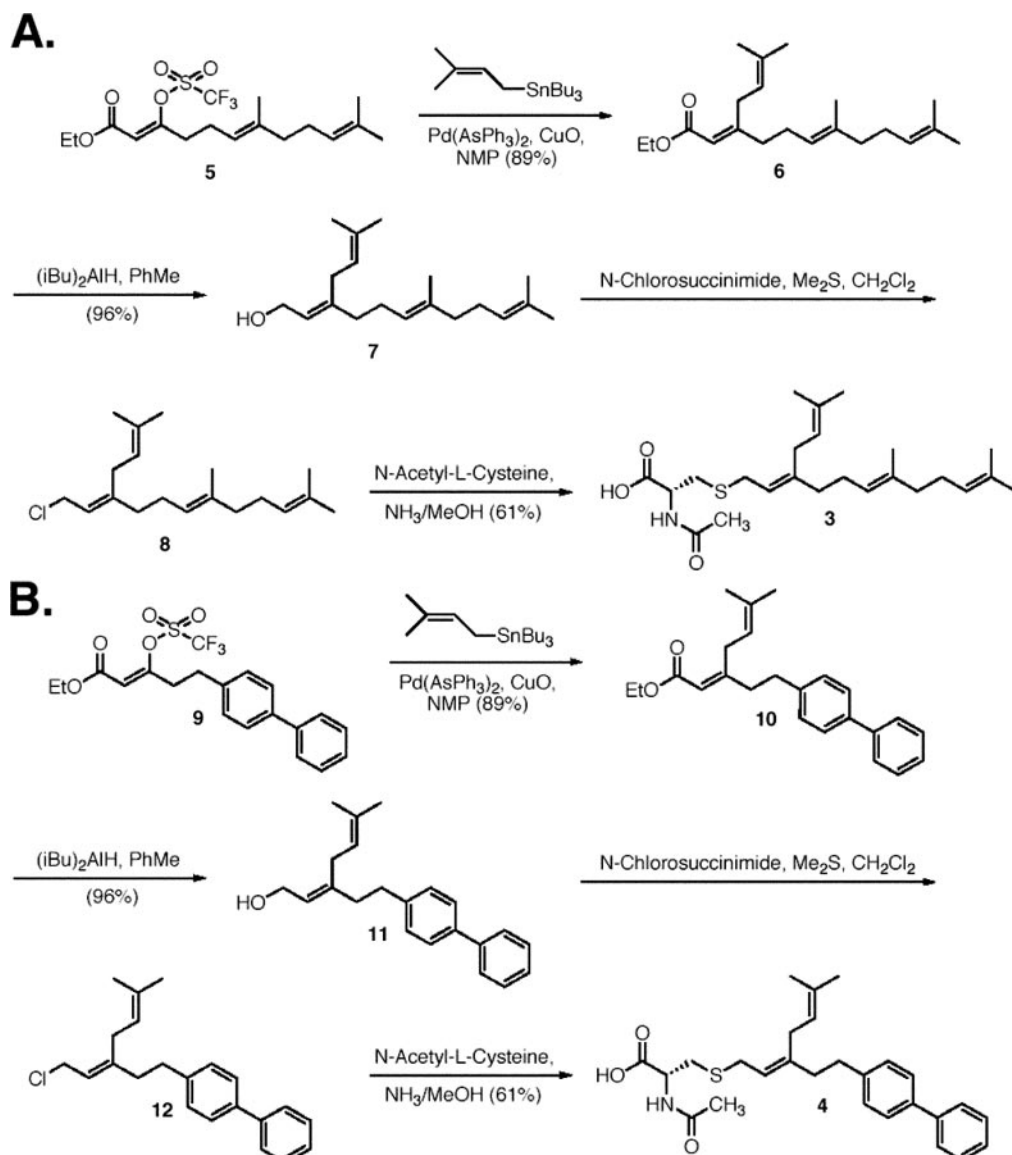 A.
O O O S O CF3
EtO
5
SnBu3
Pd(AsPh3)2, CuO,
NMP (89%)
O
EtO
6
(iBu)2AlH, PhMe
(96%)
HO
7
N-Chlorosuccinimide, Me2S, CH2Cl2
Cl
8
N-Acetyl-L-Cysteine,
NH3/MeOH (61%)
O
HO S
HN CH3
O
3
B.
O O O S O CF3
EtO
9
SnBu3
Pd(AsPh3)2, CuO,
NMP (89%)
O
EtO
10
(iBu)2AlH, PhMe
(96%)
HO
11
N-Chlorosuccinimide, Me2S, CH2Cl2
Cl
12
N-Acetyl-L-Cysteine,
NH3/MeOH (61%)
O
HO S
HN CH3
O
4